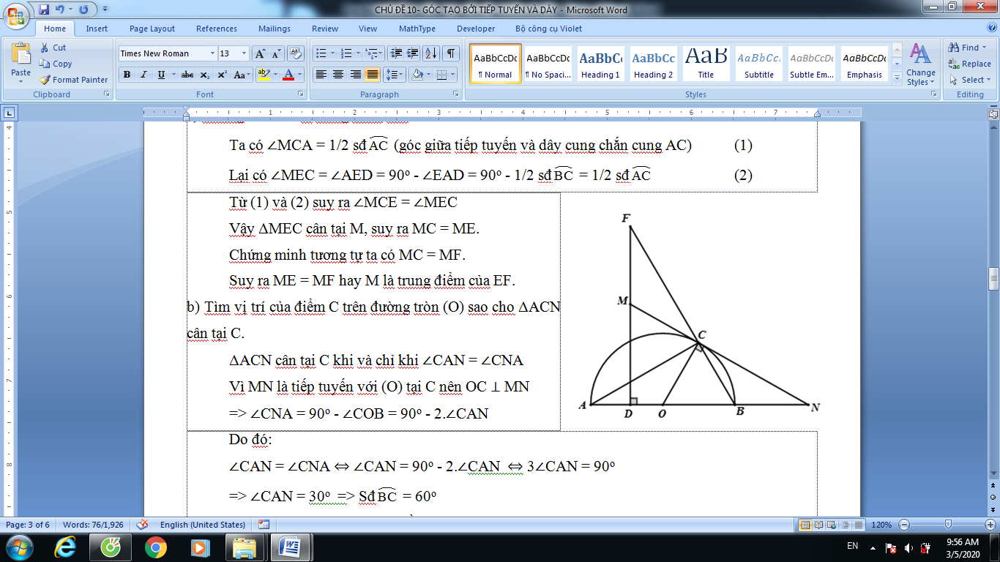 CHỦ ĐỀ 10- GÓC TẠO BỞI TIẾP TUYẾN VÀ DÂY - Microsoft Word
Home Insert Page Layout References Mailings Review View MathType Developer Bộ công cụ Violet
Paste
Cut
Copy
Format Painter
Clipboard
Times New Roman 13
Font
Paragraph
AaBbCcDc AaBbCcDc AaBbCc AaBbCc AaB AaBbCc. AaBbCcDc AaBbCcDc
¶ Normal ¶ No Spaci... Heading 1 Heading 2 Title Subtitle Subtle Em... Emphasis
Change Styles
Styles
Find
Replace
Select
Editing
1 2 3 4 5 6 7
Ta có ∠MCA = 1/2 sđ AC (góc giữa tiếp tuyến và dây cung chắn cung AC) (1)
Lại có ∠MEC = ∠AED = 90º - ∠EAD = 90º - 1/2 sđ BC = 1/2 sđ AC (2)
Từ (1) và (2) suy ra ∠MCE = ∠MEC
Vậy ΔMEC cân tại M, suy ra MC = ME.
Chứng minh tương tự ta có MC = MF.
Suy ra ME = MF hay M là trung điểm của EF.
b) Tìm vị trí của điểm C trên đường tròn (O) sao cho ΔACN
cân tại C.
ΔACN cân tại C khi và chỉ khi ∠CAN = ∠CNA
Vì MN là tiếp tuyến với (O) tại C nên OC ⊥ MN
=> ∠CNA = 90º - ∠COB = 90º - 2.∠CAN
F
M
C
A D O B N
Do đó:
∠CAN = ∠CNA ⇔ ∠CAN = 90º - 2.∠CAN ⇔ 3∠CAN = 90º
=> ∠CAN = 30º => Sđ BC = 60º
Page: 3 of 6 Words: 76/1,926 English (United States) 120%
EN
9:56 AM
3/5/2020